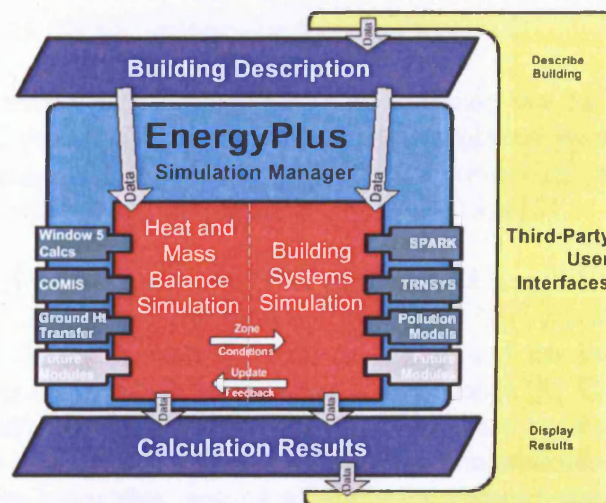 Data
Building Description
Describe
Building
EnergyPlus
Simulation Manager
Data
Data
Window 5
Calcs
COMIS
Ground Ht
Transfer
Future
Modules
Heat and
Mass
Balance
Simulation
Building
Systems
Simulation
Zone
Conditions
Update
Feedback
SPARK
TRNSYS
Pollution
Models
Future
Modules
Third-Party
User
Interfaces
Data
Data
Calculation Results
Display
Results
Data